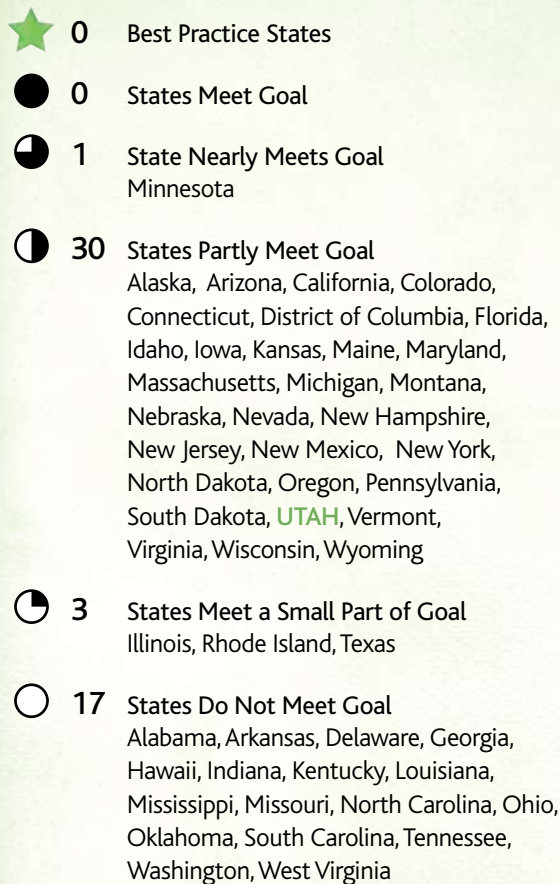 0 Best Practice States
0 States Meet Goal
1 State Nearly Meets Goal
Minnesota
30 States Partly Meet Goal
Alaska, Arizona, California, Colorado,
Connecticut, District of Columbia, Florida,
Idaho, Iowa, Kansas, Maine, Maryland,
Massachusetts, Michigan, Montana,
Nebraska, Nevada, New Hampshire,
New Jersey, New Mexico, New York,
North Dakota, Oregon, Pennsylvania,
South Dakota, UTAH, Vermont,
Virginia, Wisconsin, Wyoming
3 States Meet a Small Part of Goal
Illinois, Rhode Island, Texas
17 States Do Not Meet Goal
Alabama, Arkansas, Delaware, Georgia,
Hawaii, Indiana, Kentucky, Louisiana,
Mississippi, Missouri, North Carolina, Ohio,
Oklahoma, South Carolina, Tennessee,
Washington, West Virginia